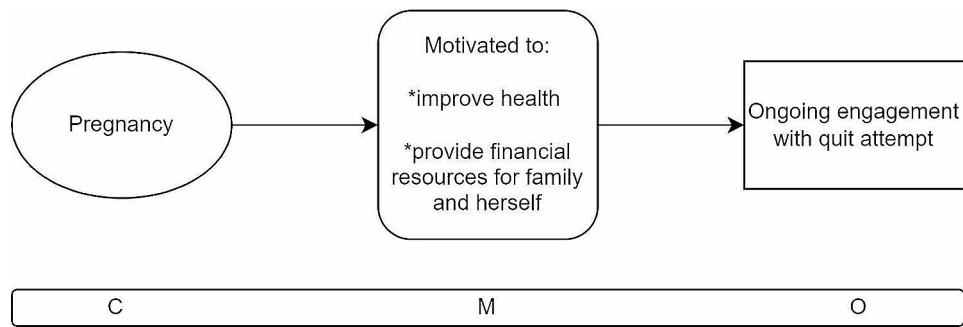 Pregnancy
Motivated to:
*improve health
*provide financial
resources for family
and herself
Ongoing engagement
with quit attempt
C M O